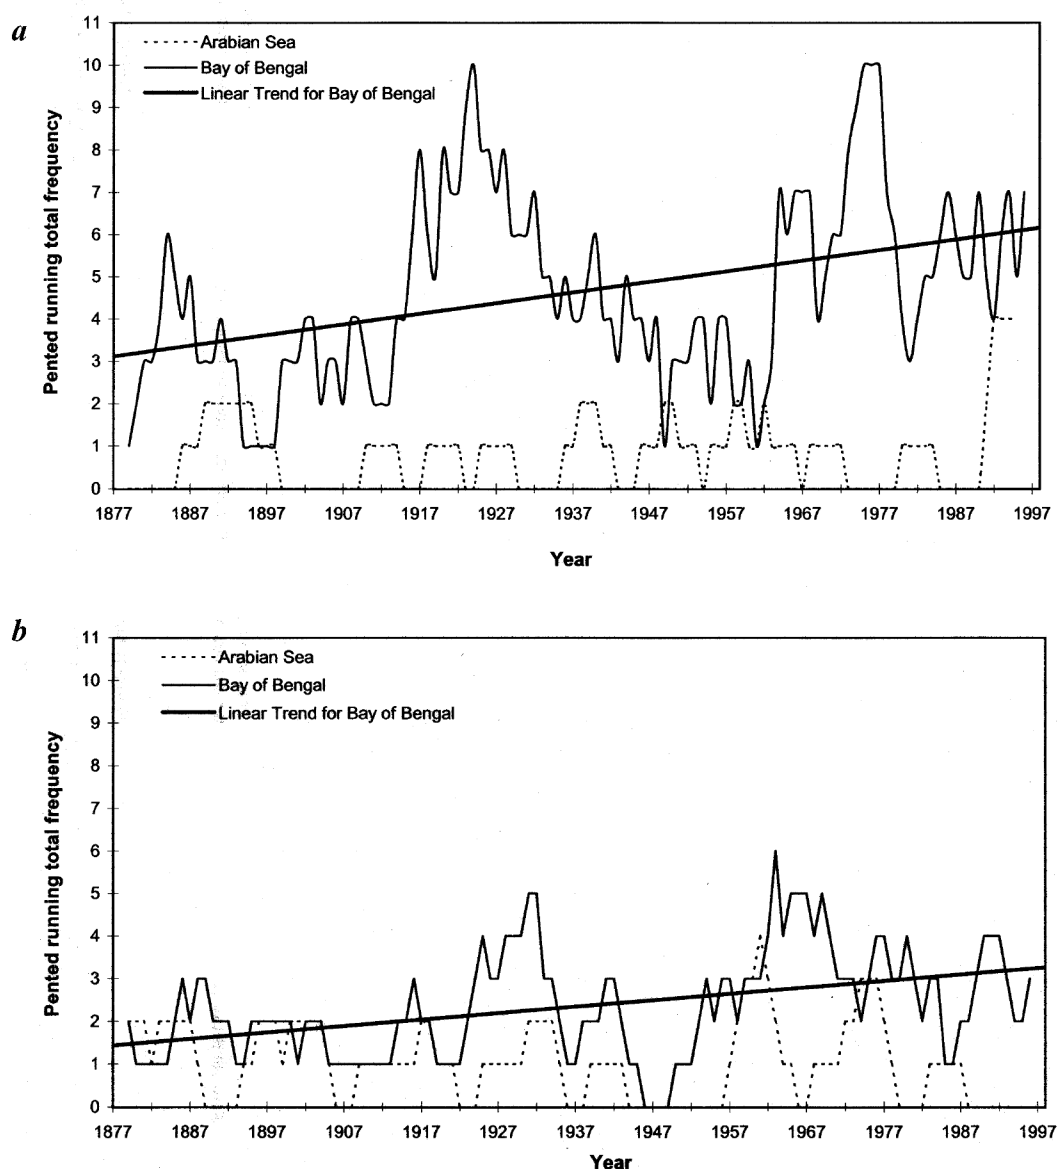 a
11
10
9
8
7
6
5
4
3
2
1
0
Pented running total frequency
Arabian Sea
Bay of Bengal
Linear Trend for Bay of Bengal
1877 1887 1897 1907 1917 1927 1937 1947 1957 1967 1977 1987 1997
Year
b
11
10
9
8
7
6
5
4
3
2
1
0
Pented running total frequency
Arabian Sea
Bay of Bengal
Linear Trend for Bay of Bengal
1877 1887 1897 1907 1917 1927 1937 1947 1957 1967 1977 1987 1997
Year